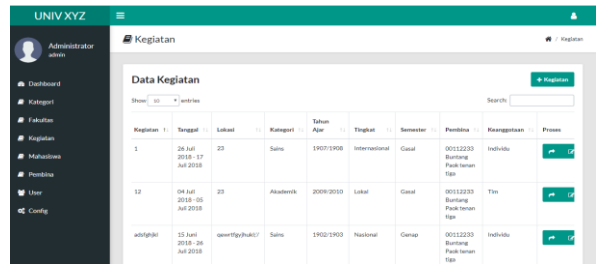 UNIV XYZ
Administrator
admin
Dashboard
Kategori
Fakultas
Kegiatan
Mahasiswa
Pembina
User
Config
Kegiatan
/ Kegiatan
Data Kegiatan
+ Kegiatan
Show 10 entries
Search:
Kegiatan Tanggal Lokasi Kategori Tahun Ajar Tingkat Semester Pembina Keanggotaan Proses
1 26 Juli 2018 - 17 Juli 2018 23 Sains 1907/1908 Internasional Gasal 00112233 Buntang Paok tenan tiga Individu
12 04 Juli 2018 - 05 Juli 2018 23 Akademik 2009/2010 Lokal Gasal 00112233 Buntang Paok tenan tiga Tim
15 Juni 2018 - 26 Juli 2018 Sains 1902/1903 Nasional Genap 00112233 Buntang Paok tenan tiga Individu